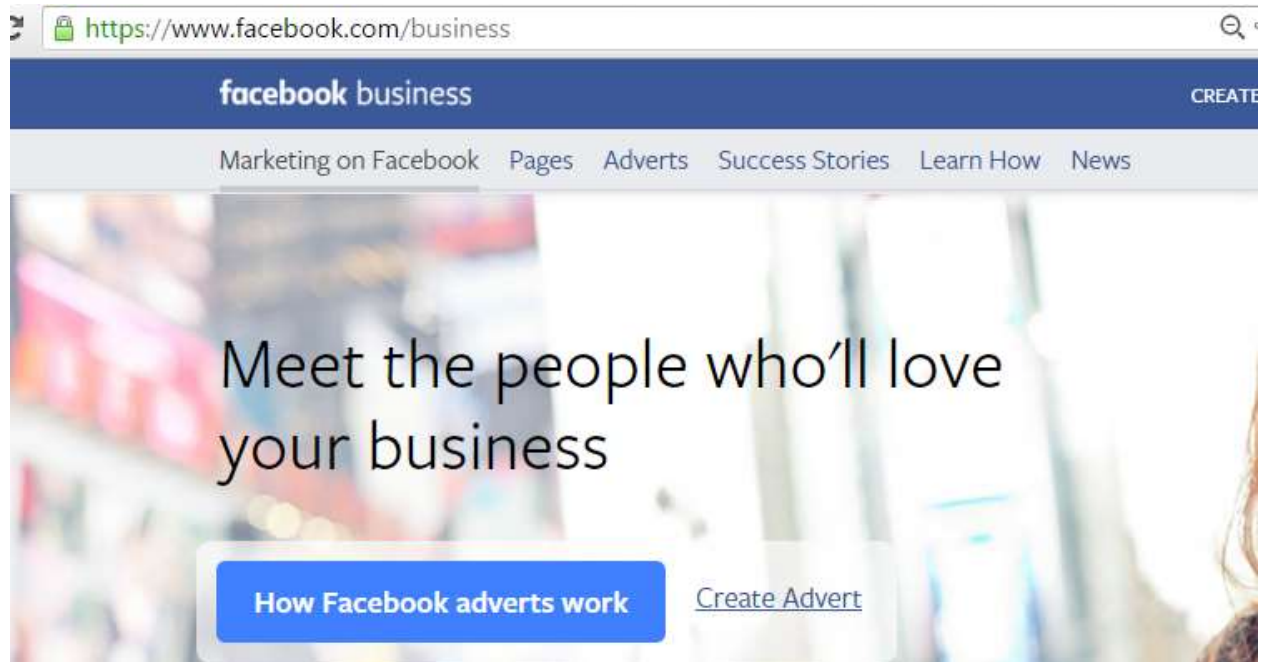 https://www.facebook.com/business
facebook business
CREATE
Marketing on Facebook Pages Adverts Success Stories Learn How News
Meet the people who'll love
your business
How Facebook adverts work Create Advert